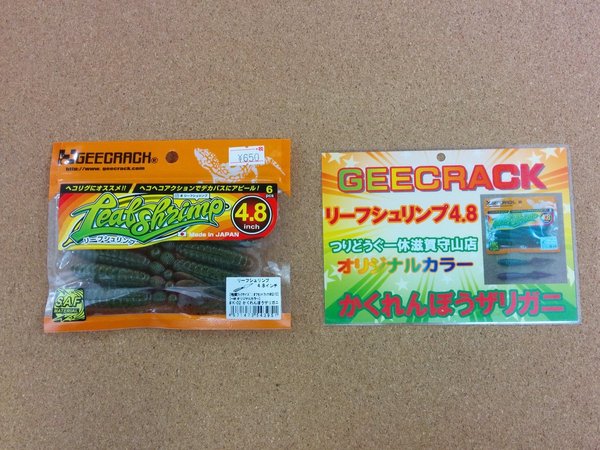 GEECRACK®
http://www.geecrack.com
¥650
ヘコリグにオススメ!! ヘコヘコアクションでデカバスにアピール!
6
pcs
Leaf shrimp
4.8
inch
リーフシュリンプ
Made in JAPAN
SAF
MATERIAL
リーフシュリンプ
4.8インチ
かくれんぼうザリガニ
GEECRACK
リーフシュリンプ4.8
つりどうぐ一休滋賀守山店
オリジナルカラー
かくれんぼうザリガニ